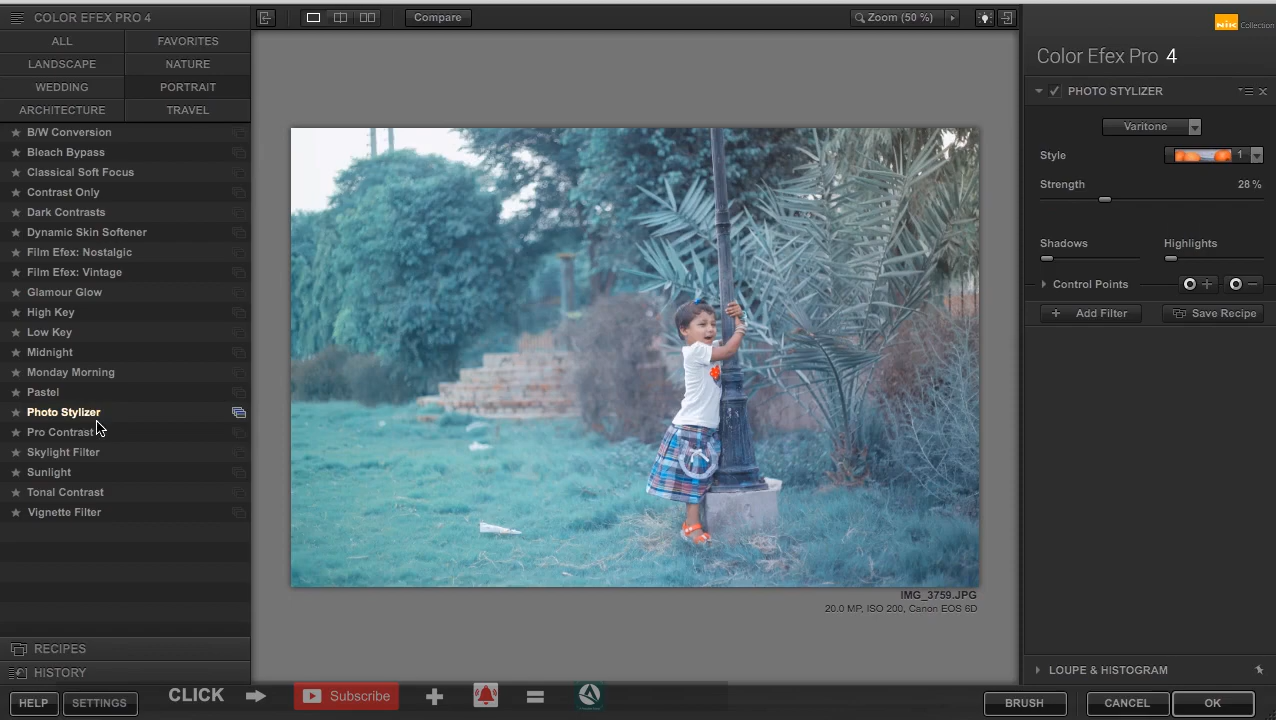 COLOR EFEX PRO 4
ALL
FAVORITES
LANDSCAPE
NATURE
WEDDING
PORTRAIT
ARCHITECTURE
TRAVEL
B/W Conversion
Bleach Bypass
Classical Soft Focus
Contrast Only
Dark Contrasts
Dynamic Skin Softener
Film Efex: Nostalgic
Film Efex: Vintage
Glamour Glow
High Key
Low Key
Midnight
Monday Morning
Pastel
Photo Stylizer
Pro Contrast
Skylight Filter
Sunlight
Tonal Contrast
Vignette Filter
RECIPES
HISTORY
HELP
SETTINGS
Compare
Zoom (50 %)
IMG_3759.JPG
20.0 MP, ISO 200, Canon EOS 6D
CLICK
Subscribe
Nik Collection
Color Efex Pro 4
PHOTO STYLIZER
Varitone
Style
1
Strength
28 %
Shadows
Highlights
Control Points
Add Filter
Save Recipe
LOUPE & HISTOGRAM
BRUSH
CANCEL
OK